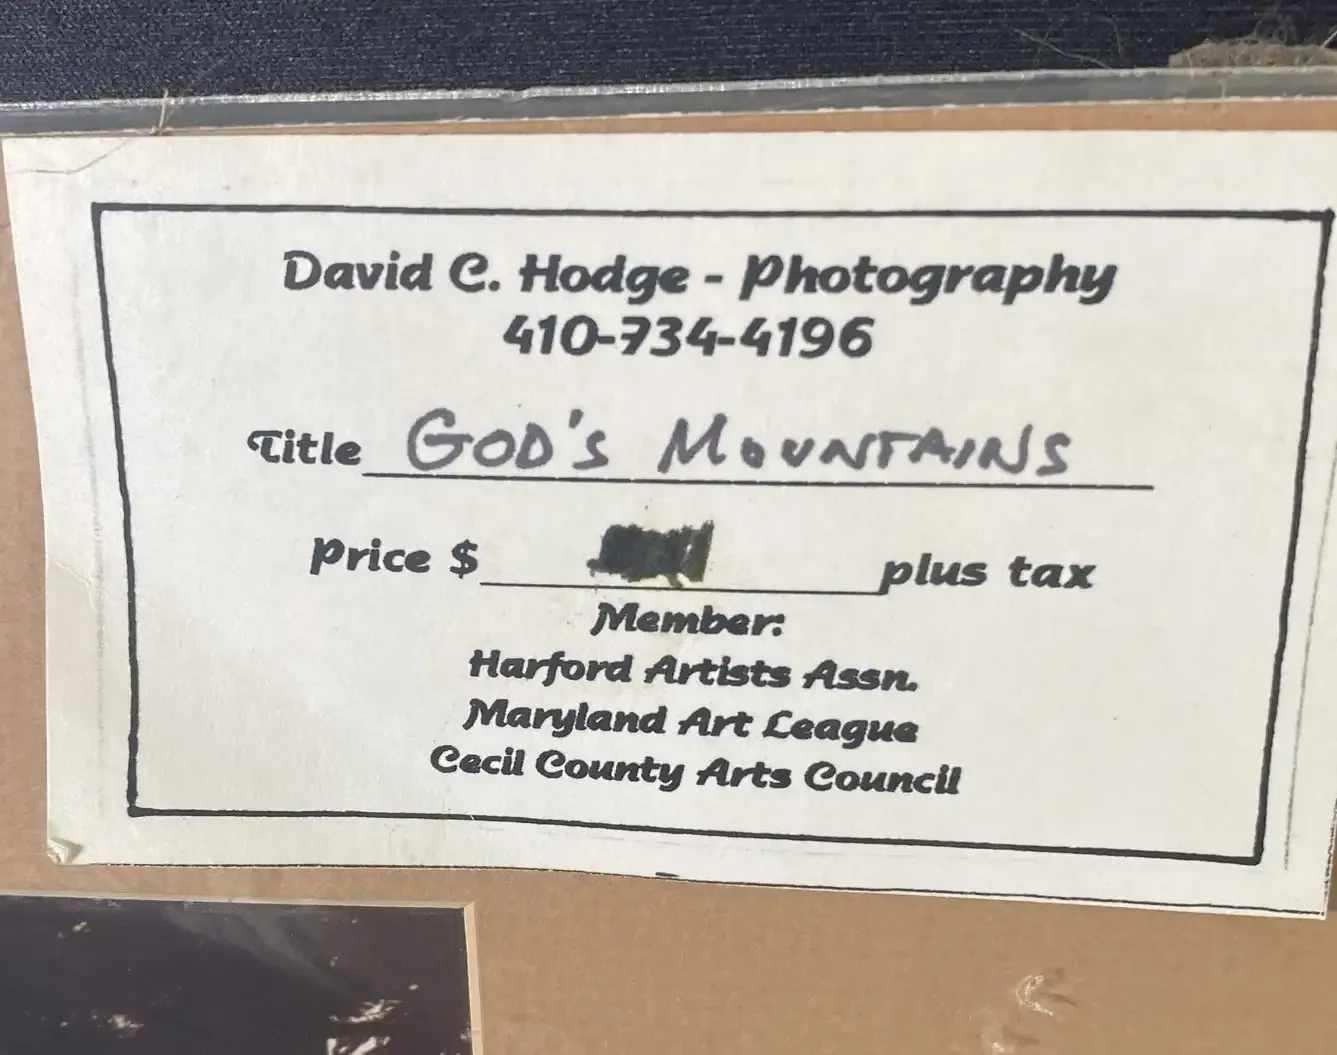 David C. Hodge - Photography
410-734-4196
Title GOD'S MOUNTAINS
Price $ plus tax
Member:
Harford Artists Assn.
Maryland Art League
Cecil County Arts Council